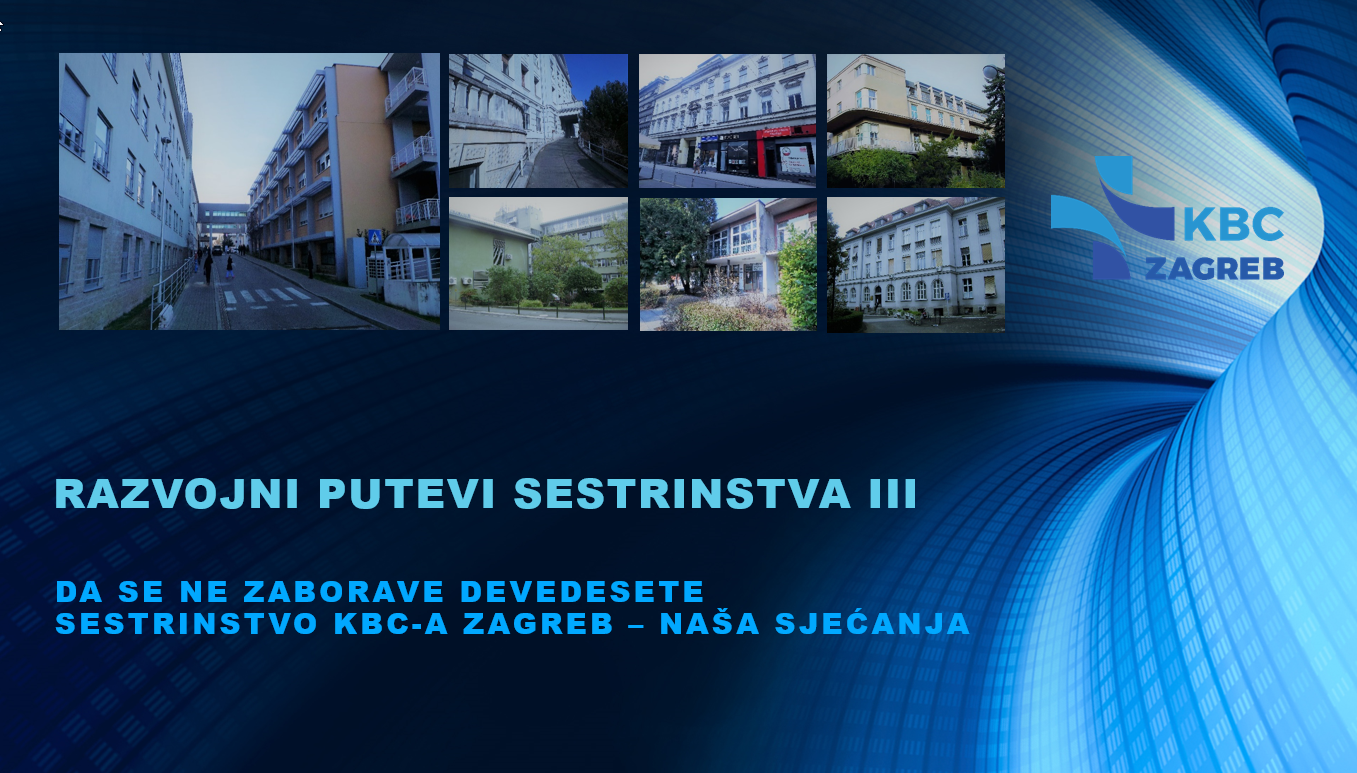 KBC
ZAGREB
RAZVOJNI PUTEVI SESTRINSTVA III
DA SE NE ZABORAVE DEVEDESETE
SESTRINSTVO KBC-A ZAGREB – NAŠA SJEĆANJA